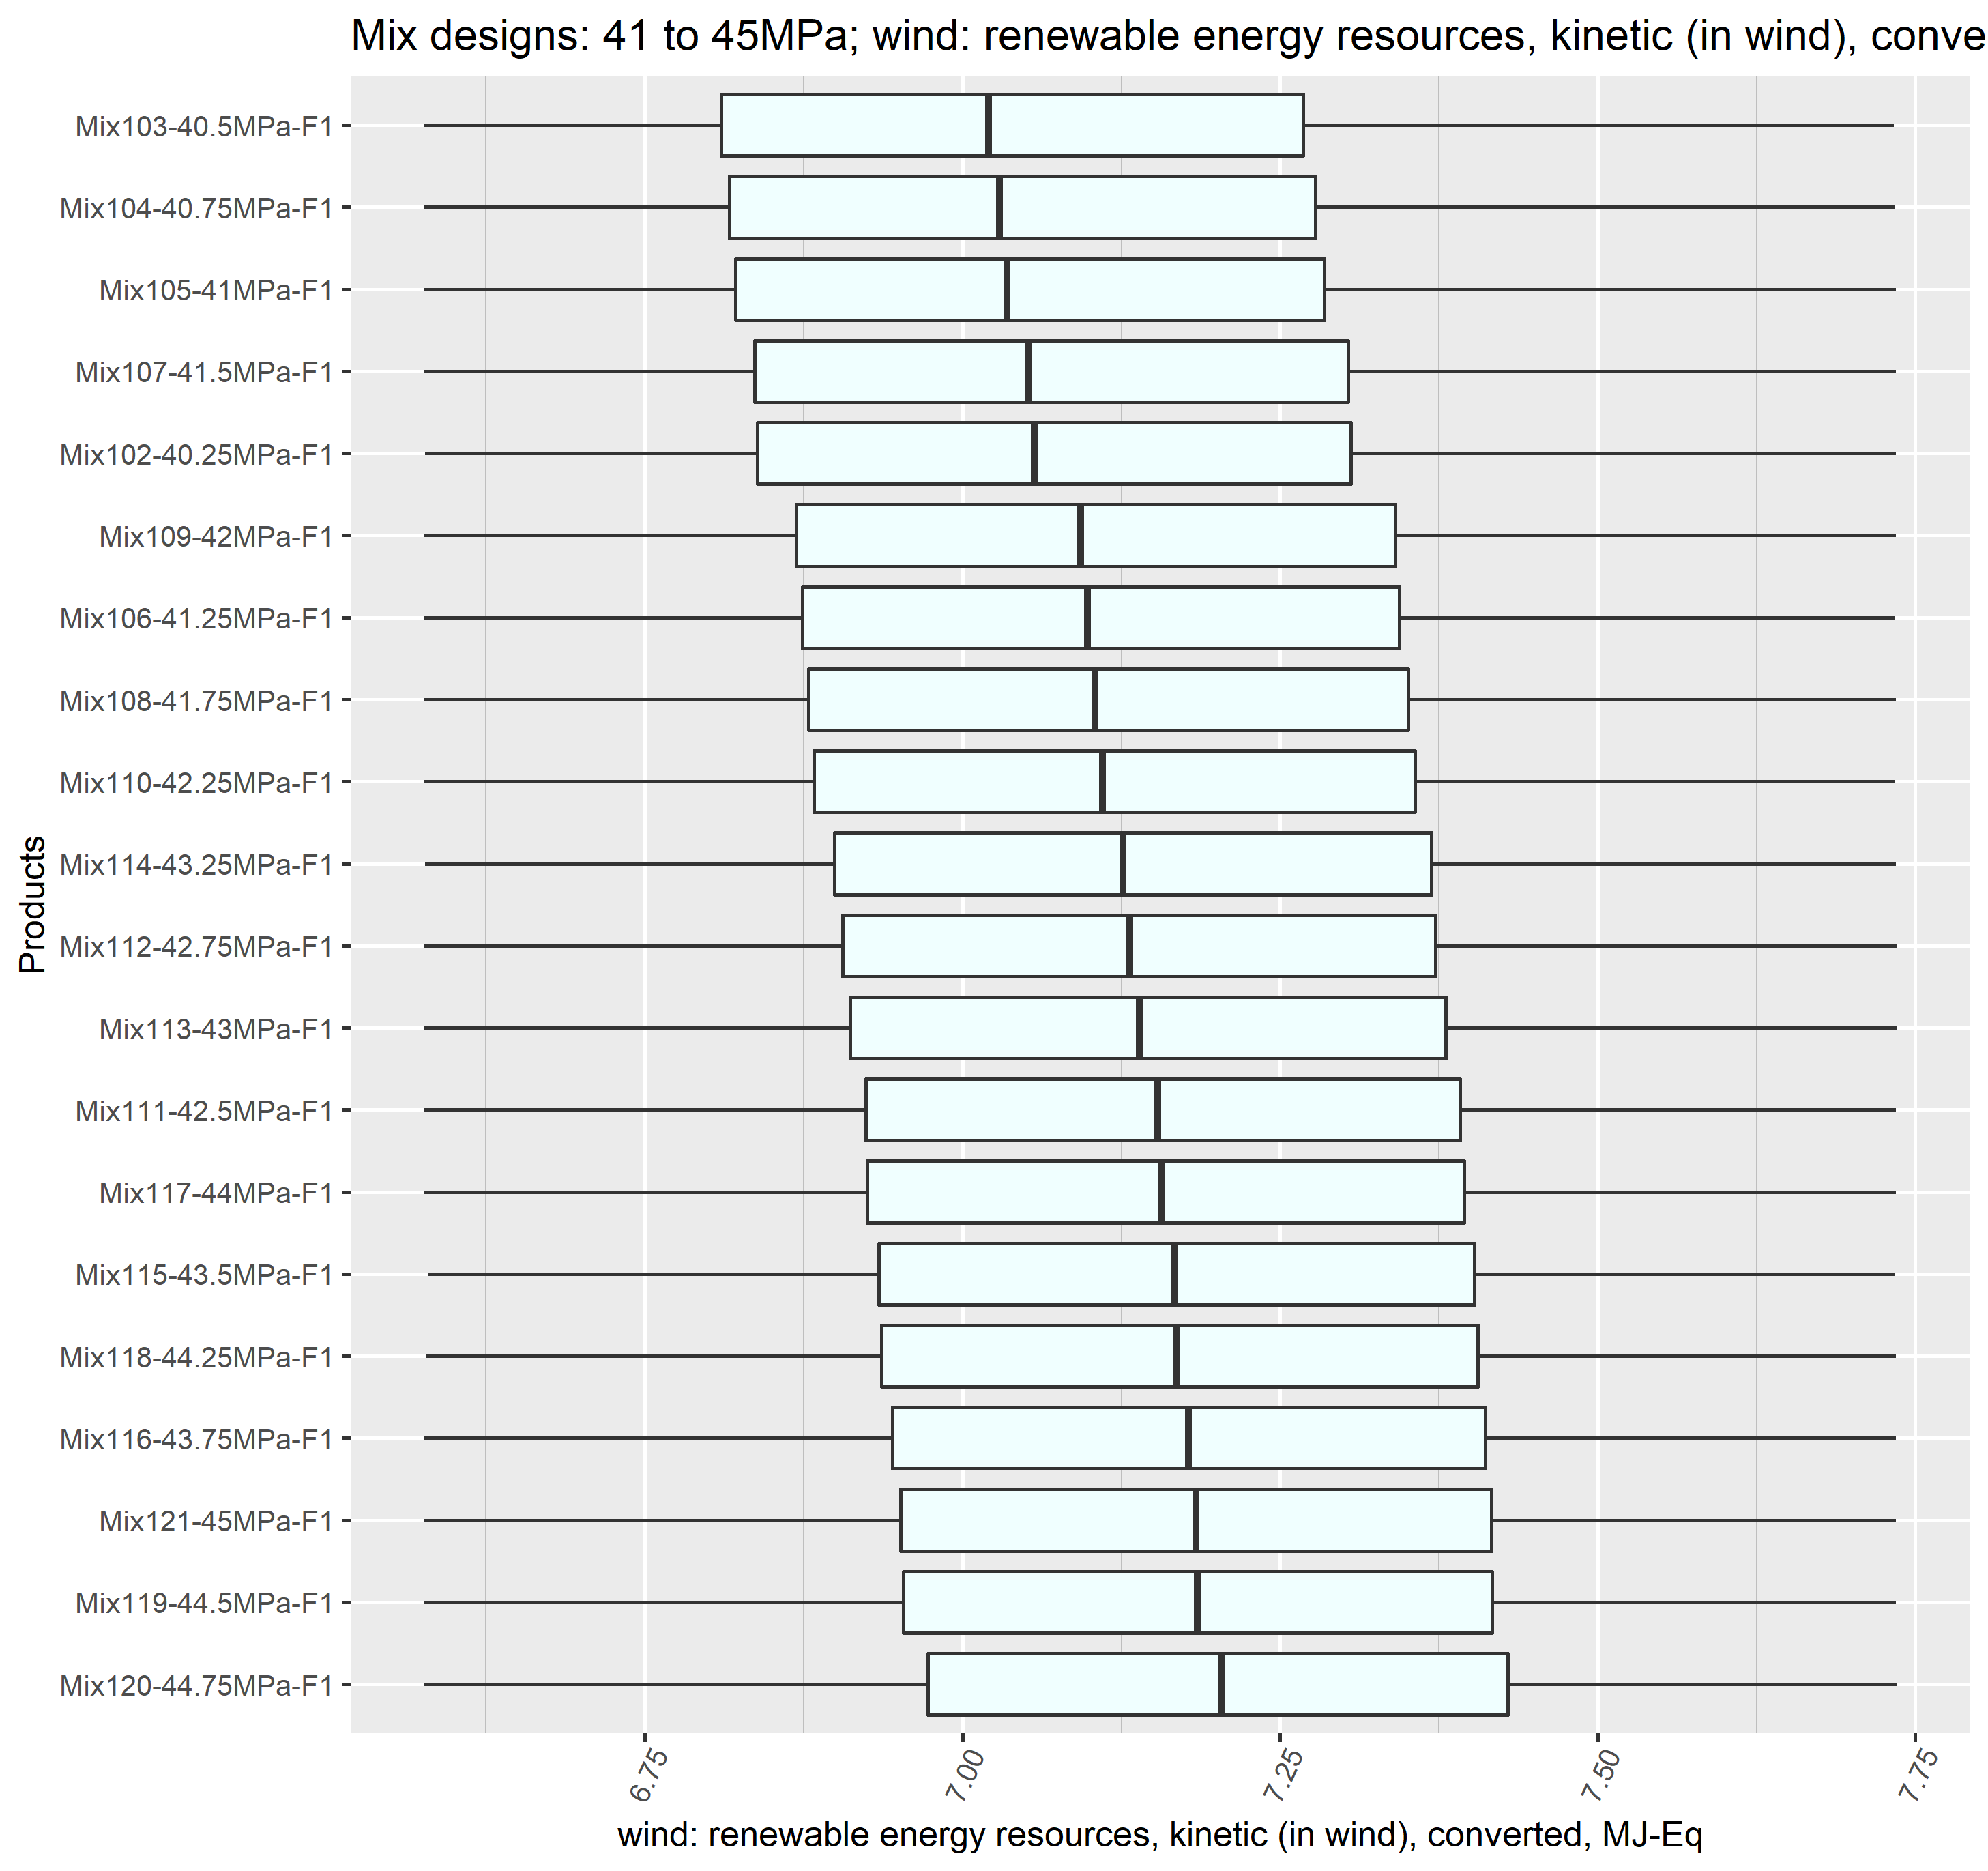 Mix designs: 41 to 45MPa; wind: renewable energy resources, kinetic (in wind), conve
Mix103-40.5MPa-F1
Mix104-40.75MPa-F1
Mix105-41MPa-F1
Mix107-41.5MPa-F1
Mix102-40.25MPa-F1
Mix109-42MPa-F1
Mix106-41.25MPa-F1
Mix108-41.75MPa-F1
Mix110-42.25MPa-F1
Mix114-43.25MPa-F1
Mix112-42.75MPa-F1
Mix113-43MPa-F1
Mix111-42.5MPa-F1
Mix117-44MPa-F1
Mix115-43.5MPa-F1
Mix118-44.25MPa-F1
Mix116-43.75MPa-F1
Mix121-45MPa-F1
Mix119-44.5MPa-F1
Mix120-44.75MPa-F1
Products
6.75
7.00
7.25
7.50
7.75
wind: renewable energy resources, kinetic (in wind), converted, MJ-Eq